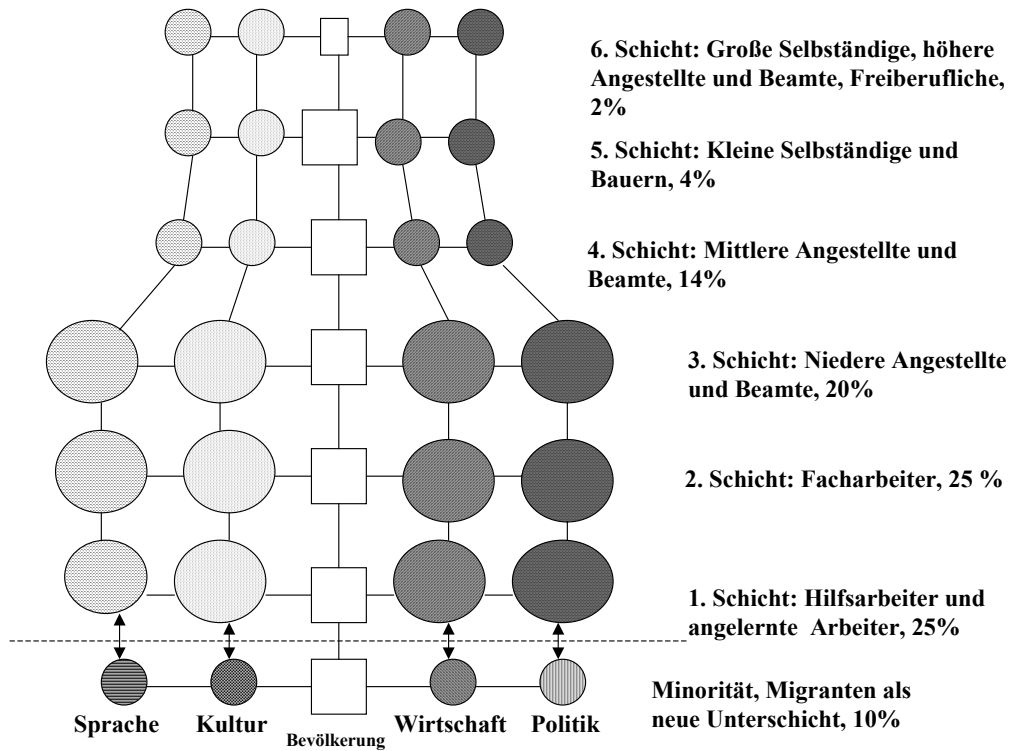 6. Schicht: Große Selbständige, höhere
Angestellte und Beamte, Freiberufliche,
2%
5. Schicht: Kleine Selbständige und
Bauern, 4%
4. Schicht: Mittlere Angestellte und
Beamte, 14%
3. Schicht: Niedere Angestellte
und Beamte, 20%
2. Schicht: Facharbeiter, 25 %
1. Schicht: Hilfsarbeiter und
angelernte Arbeiter, 25%
Minorität, Migranten als
neue Unterschicht, 10%
Sprache Kultur Bevölkerung Wirtschaft Politik